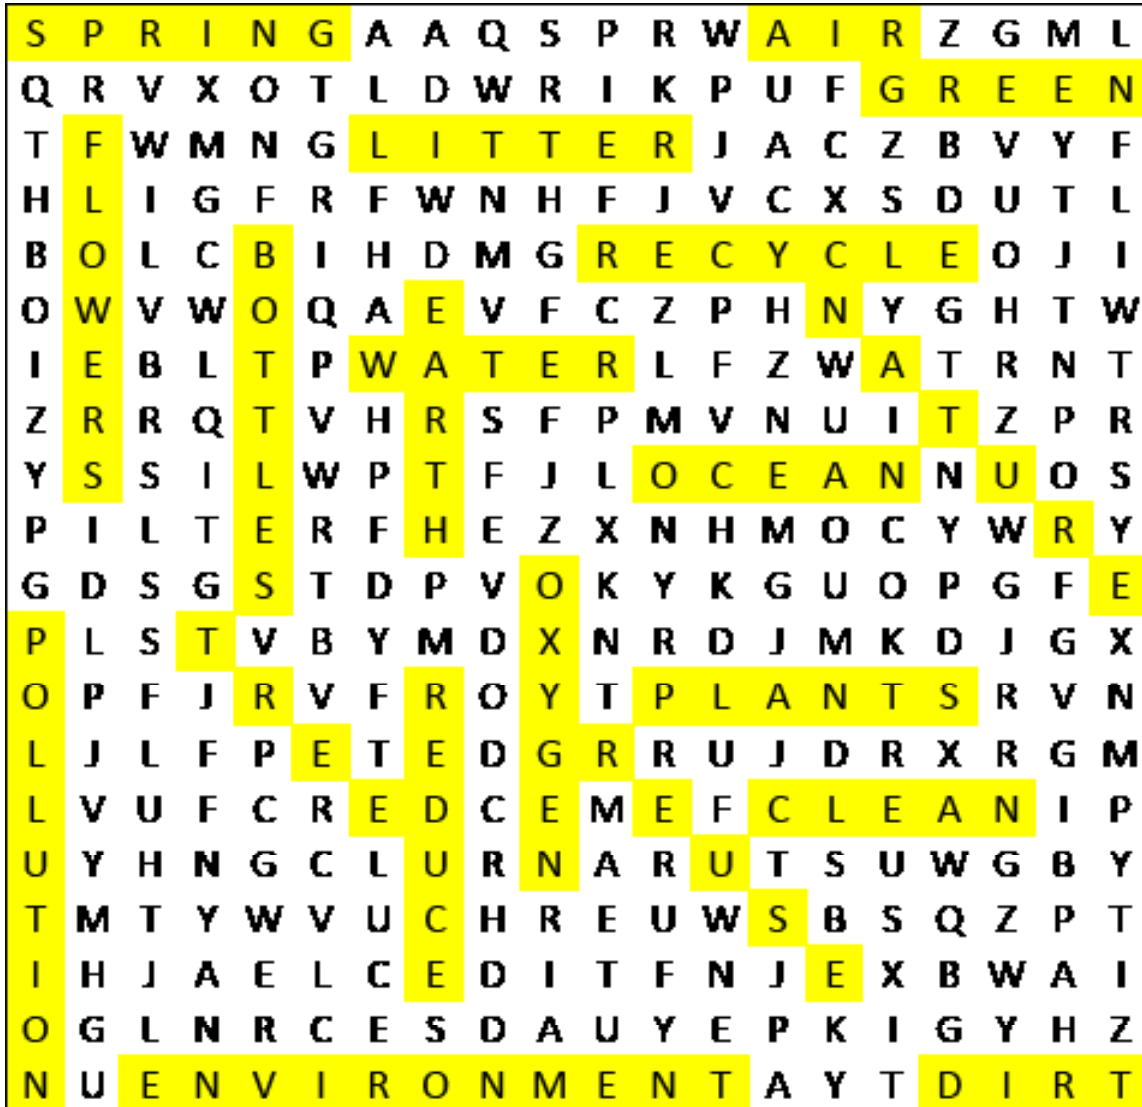 S P R I N G A A Q S P R W A I R Z G M L
Q R V X O T L D W R I K P U F G R E E N
T F W M N G L I T T E R J A C Z B V Y F
H L I G F R F W N H F J V C X S D U T L
B O L C B I H D M G R E C Y C L E O J I
O W V W O Q A E V F C Z P H N Y G H T W
I E B L T P W A T E R L F Z W A T R N T
Z R R Q T V H R S F P M V N U I T Z P R
Y S S I L W P T F J L O C E A N N U O S
P I L T E R F H E Z X N H M O C Y W R Y
G D S G S T D P V O K Y K G U O P G F E
P L S T V B Y M D X N R D J M K D J G X
O P F J R V F R O Y T P L A N T S R V N
L J L F P E T E D G R R U J D R X R G M
L V U F C R E D C E M E F C L E A N I P
U Y H N G C L U R N A R U T S U W G B Y
T M T Y W V U C H R E U W S B S Q Z P T
I H J A E L C E D I T F N J E X B W A I
O G L N R C E S D A U Y E P K I G Y H Z
N U E N V I R O N M E N T A Y T D I R T